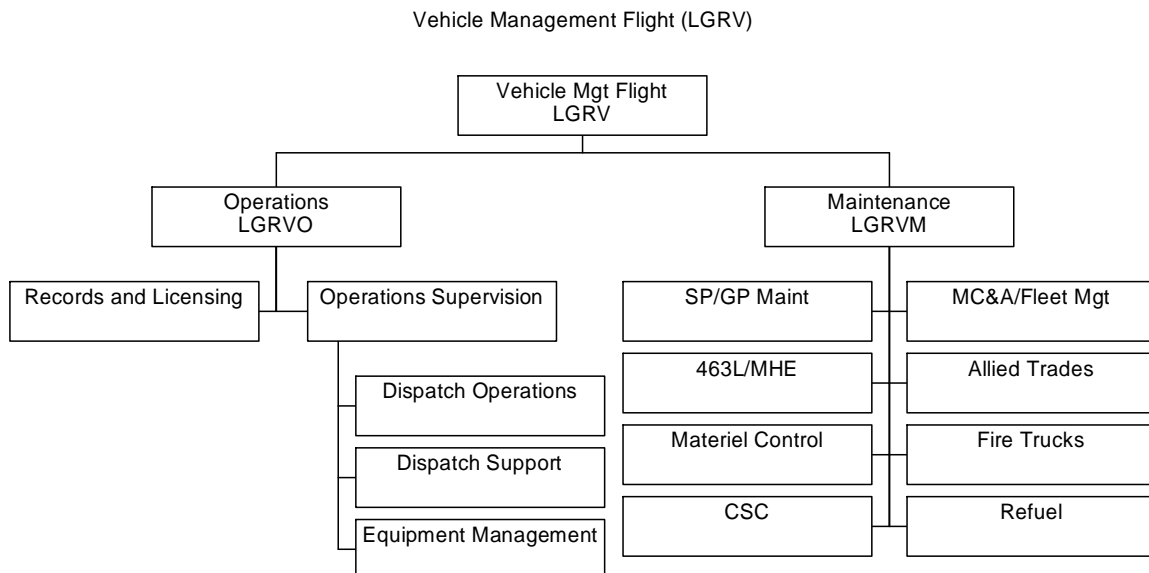 Vehicle Management Flight (LGRV)
Vehicle Mgt Flight
LGRV
Operations
LGRVO
Maintenance
LGRVM
Records and Licensing
Operations Supervision
SP/GP Maint
MC&A/Fleet Mgt
Dispatch Operations
463L/MHE
Allied Trades
Dispatch Support
Materiel Control
Fire Trucks
Equipment Management
CSC
Refuel